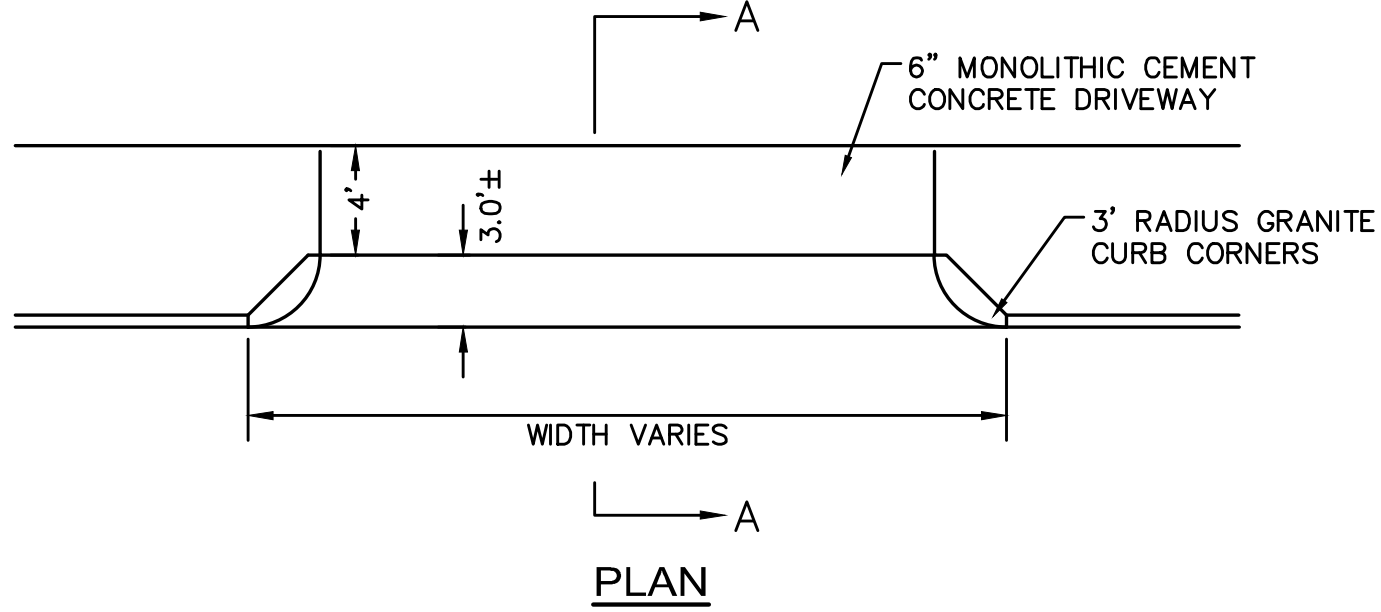 A
6" MONOLITHIC CEMENT
CONCRETE DRIVEWAY
4'
3.0'±
3' RADIUS GRANITE
CURB CORNERS
WIDTH VARIES
A
PLAN